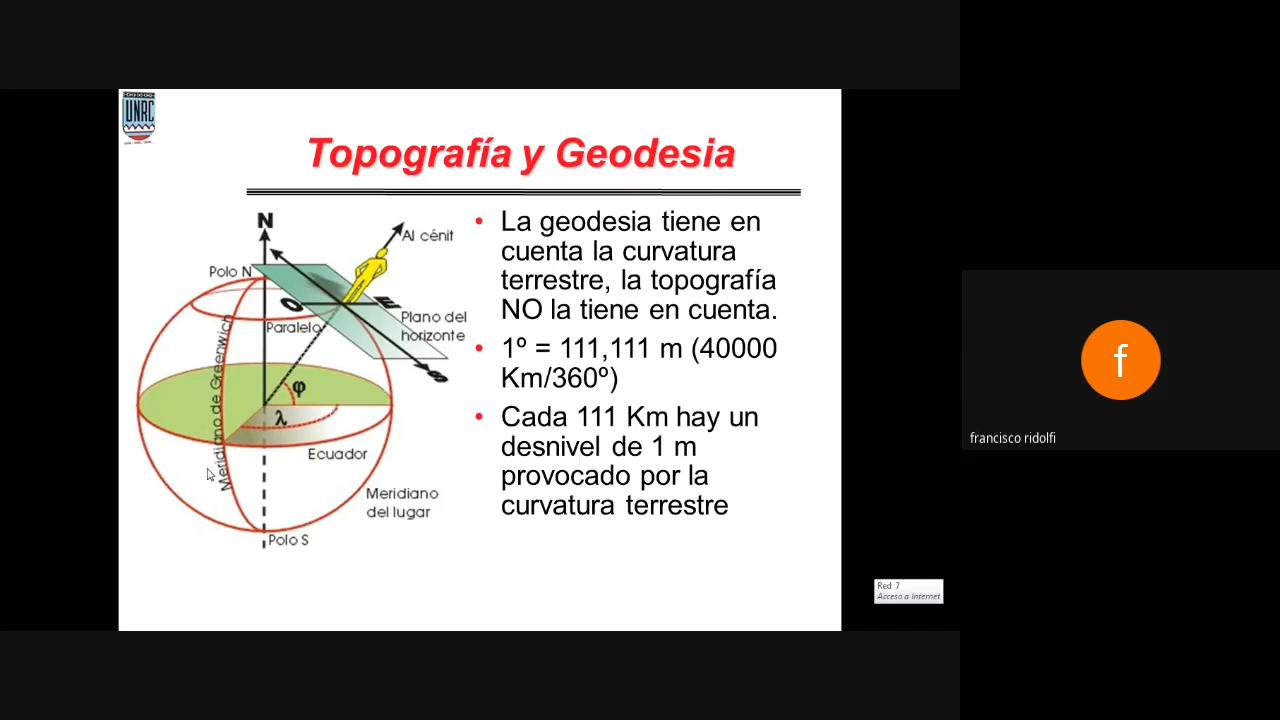 UNRC
Topografía y Geodesia
N
Al cénit
Polo N
O
E
Plano del
horizonte
Paralelo
S
Meridiano de Greenwich
φ
λ
Ecuador
Meridiano
del lugar
Polo S
• La geodesia tiene en
cuenta la curvatura
terrestre, la topografía
NO la tiene en cuenta.
• 1º = 111,111 m (40000
Km/360º)
• Cada 111 Km hay un
desnivel de 1 m
provocado por la
curvatura terrestre
f
francisco ridolfi
Red 7
Acceso a Internet